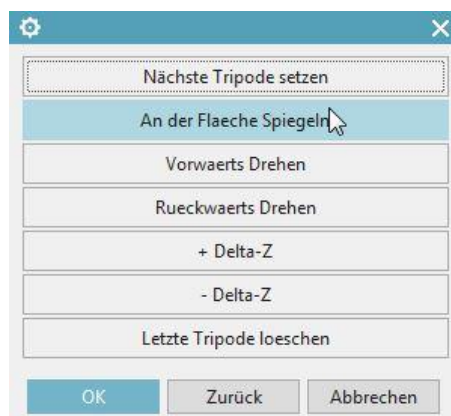 Nächste Tripode setzen
An der Flaeche Spiegeln
Vorwaerts Drehen
Rueckwaerts Drehen
+ Delta-Z
- Delta-Z
Letzte Tripode loeschen
OK Zurück Abbrechen